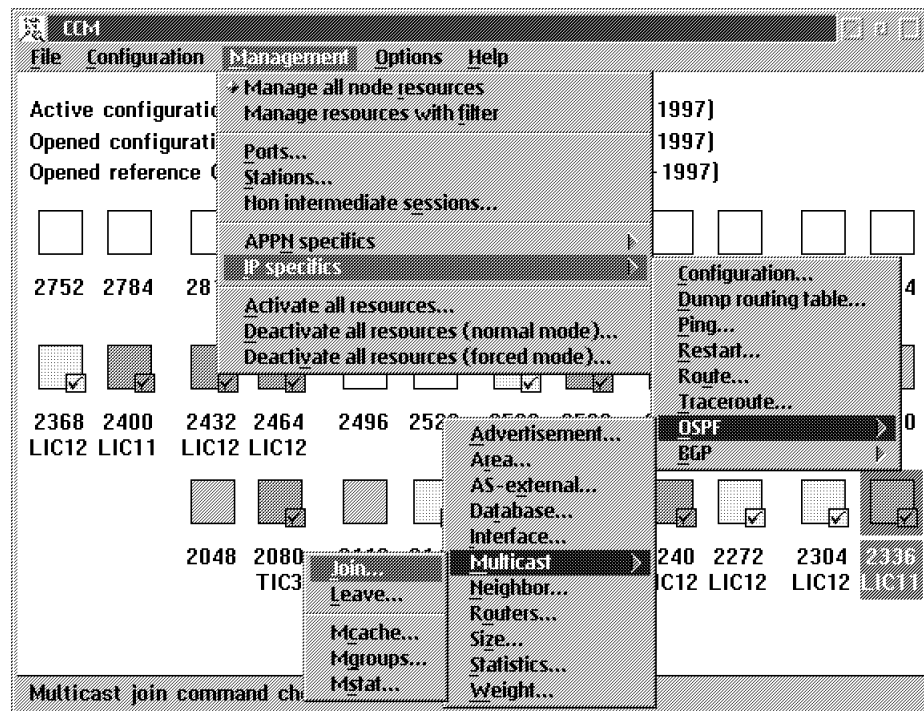 CCM
File Configuration Management Options Help
Manage all node resources
Manage resources with filter
Active configuratio 1997)
Opened configurati 1997)
Opened reference 1997)
Ports...
Stations...
Non intermediate sessions...
APPN specifics
IP specifics
Activate all resources...
Deactivate all resources (normal mode)...
Deactivate all resources (forced mode)...
Configuration...
Dump routing table...
Ping...
Restart...
Route...
Traceroute...
OSPF
BGP
2752 2784 4
2368 2400 2432 2464 2496 0
LIC12 LIC11 LIC12 LIC12
Advertisement...
Area...
AS-external...
Database...
Interface...
Multicast
Neighbor...
Routers...
Size...
Statistics...
Weight...
2048 2080 240 2272 2304 2336
TIC3 IC12 LIC12 LIC12 LIC11
Join...
Leave...
Mcache...
Mgroups...
Mstat...
Multicast join command ch